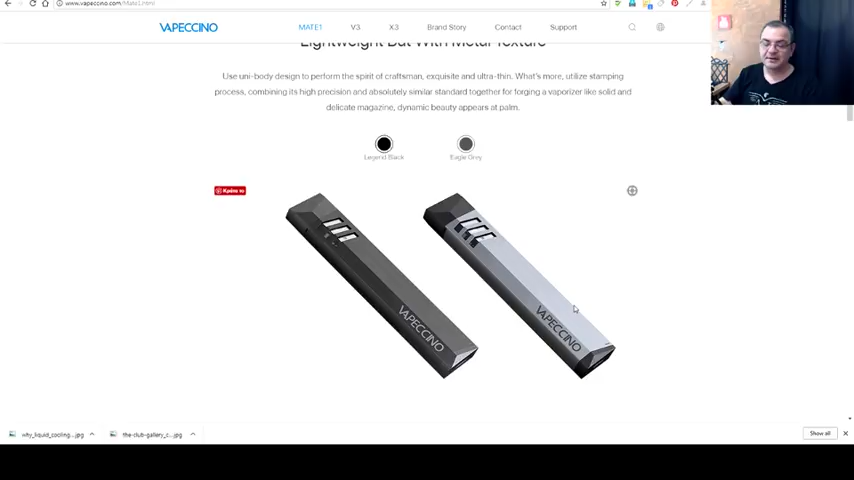 www.vapeccino.com/Mate1.html
VAPECCINO
MATE1
V3
X3
Brand Story
Contact
Support
Lightweight But With Metal Texture
Use uni-body design to perform the spirit of craftsman, exquisite and ultra-thin. What's more, utilize stamping
process, combining its high precision and absolutely similar standard together for forging a vaporizer like solid and
delicate magazine, dynamic beauty appears at palm.
Legend Black
Eagle Grey
VAPECCINO
VAPECCINO
why_liquid_cooling....jpg
the-club-gallery_c....jpg
Show all